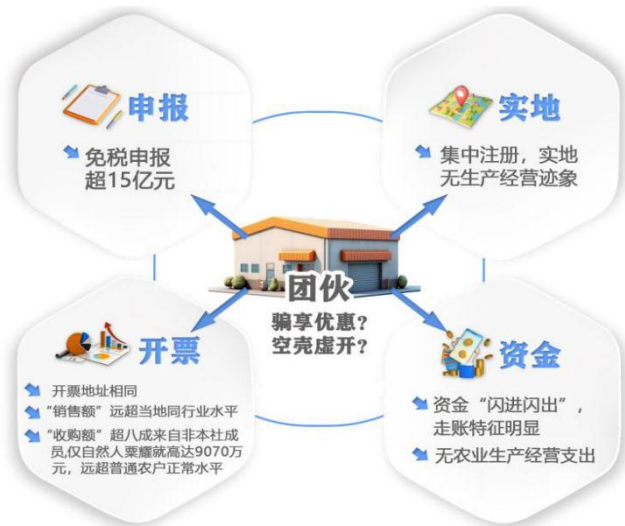 申报
免税申报
超15亿元
实地
集中注册，实地
无生产经营迹象
团伙
骗享优惠?
空壳虚开?
开票
开票地址相同
“销售额”远超当地同行业水平
“收购额”超八成来自非本社成
员,仅自然人粟耀就高达9070万
元，远超普通农户正常水平
资金
资金“闪进闪出”，
走账特征明显
无农业生产经营支出